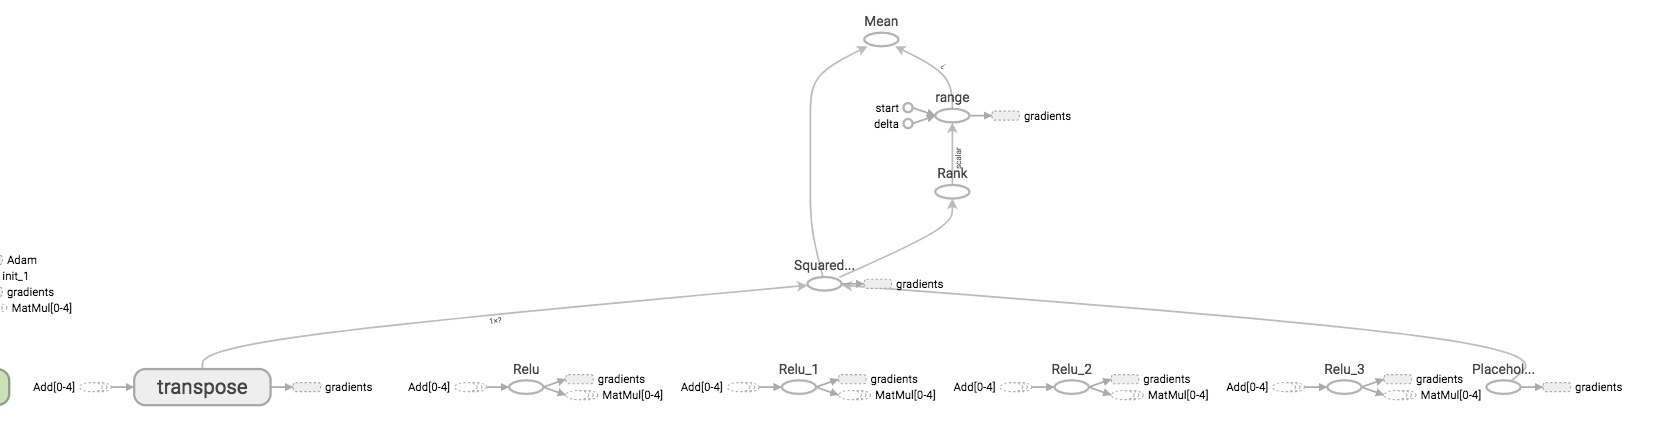 Mean
range
start
delta
gradients
scalar
Rank
Squared...
gradients
Adam
init_1
gradients
MatMul[0-4]
1×?
Add[0-4]
transpose
gradients
Add[0-4]
Relu
gradients
MatMul[0-4]
Add[0-4]
Relu_1
gradients
MatMul[0-4]
Add[0-4]
Relu_2
gradients
MatMul[0-4]
Add[0-4]
Relu_3
gradients
MatMul[0-4]
Placehol...
gradients